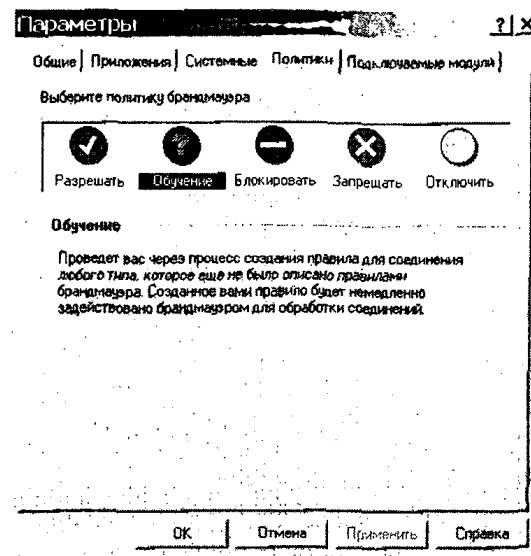 Параметры ? X
Общие Приложения Системные Политики Подключаемые модули
Выберите политику брандмауэра
Разрешать Обучение Блокировать Запрещать Отключить
Обучение
Проведет вас через процесс создания правила для соединения
любого типа, которое еще не было описано правилами
брандмауэра. Созданное вами правило будет немедленно
задействовано брандмауэром для обработки соединений.
ОК Отмена Применить Справка